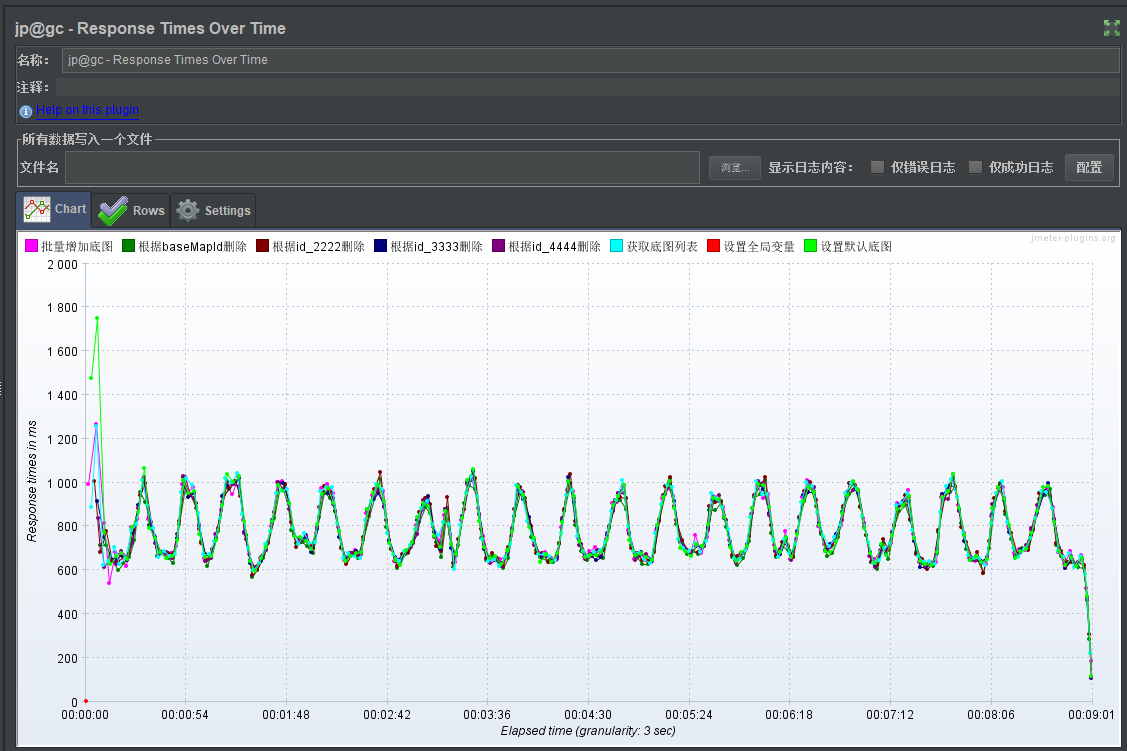 jp@gc - Response Times Over Time
名称： jp@gc - Response Times Over Time
注释：
Help on this plugin
所有数据写入一个文件
文件名 浏览... 显示日志内容： 仅错误日志 仅成功日志 配置
Chart Rows Settings
jmeter-plugins.org
批量增加底图 根据baseMapId删除 根据id_2222删除 根据id_3333删除 根据id_4444删除 获取底图列表 设置全局变量 设置默认底图
2 000
1 800
1 600
1 400
1 200
1 000
800
600
400
200
0
Response times in ms
00:00:00 00:00:54 00:01:48 00:02:42 00:03:36 00:04:30 00:05:24 00:06:18 00:07:12 00:08:06 00:09:01
Elapsed time (granularity: 3 sec)